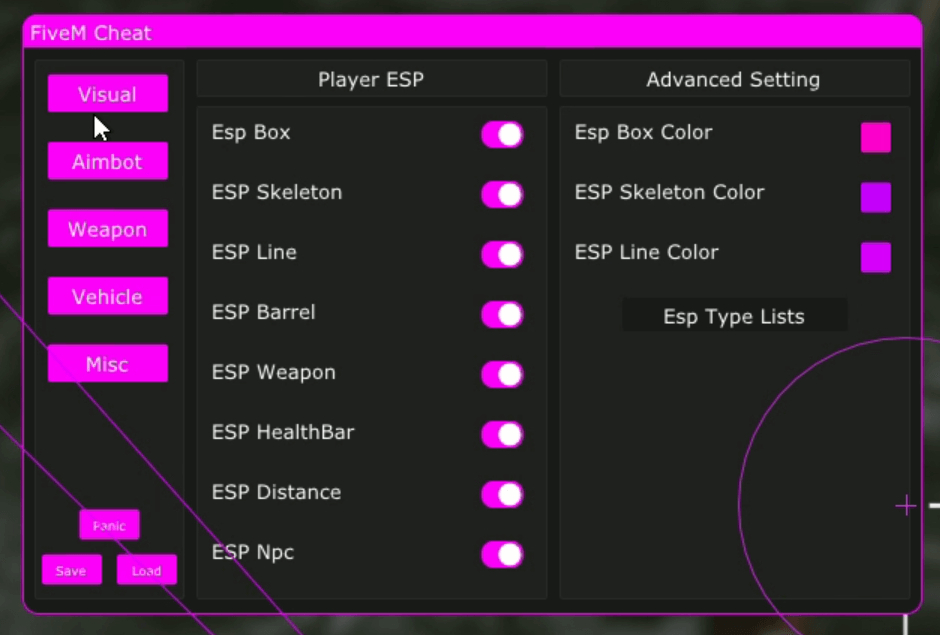 FiveM Cheat
Visual
Aimbot
Weapon
Vehicle
Misc
Panic
Save
Load
Player ESP
Esp Box
ESP Skeleton
ESP Line
ESP Barrel
ESP Weapon
ESP HealthBar
ESP Distance
ESP Npc
Advanced Setting
Esp Box Color
ESP Skeleton Color
ESP Line Color
Esp Type Lists